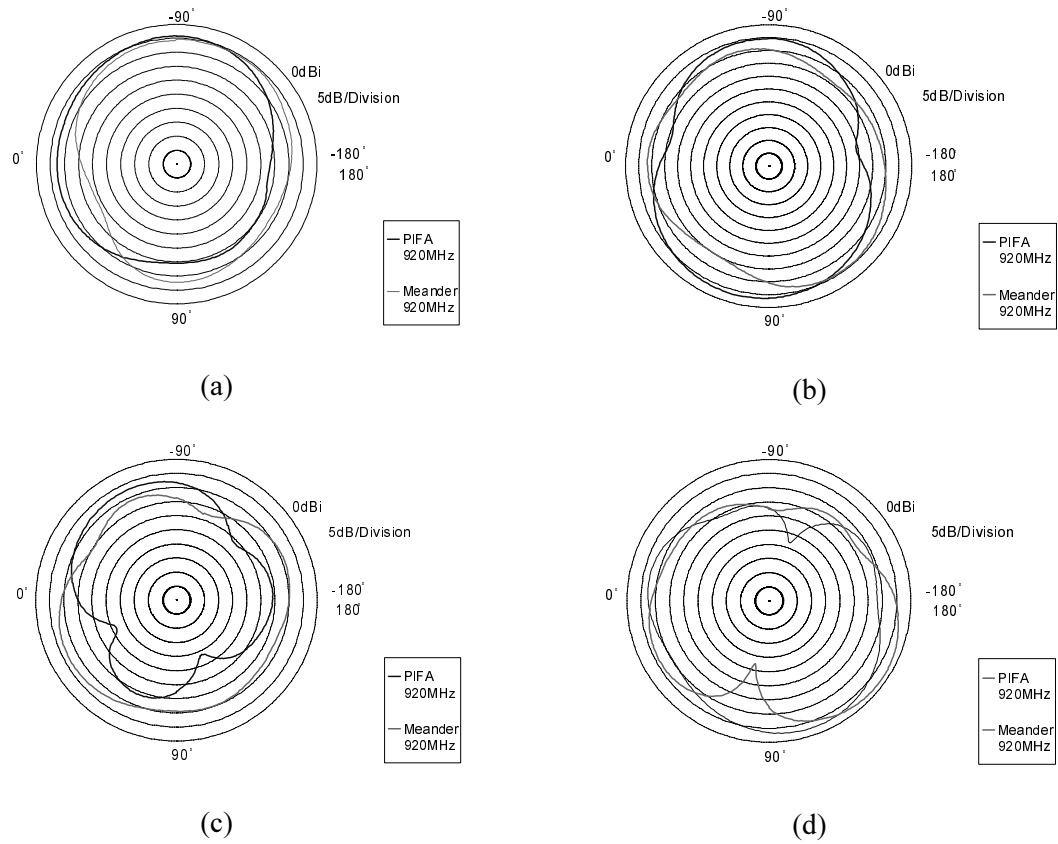 -90°
0dBi
5dB/Division
0°
-180°
180°
90°
PIFA
920MHz
Meander
920MHz
(a)
-90°
0dBi
5dB/Division
0°
-180°
180°
90°
PIFA
920MHz
Meander
920MHz
(b)
-90°
0dBi
5dB/Division
0°
-180°
180°
90°
PIFA
920MHz
Meander
920MHz
(c)
-90°
0dBi
5dB/Division
0°
-180°
180°
90°
PIFA
920MHz
Meander
920MHz
(d)